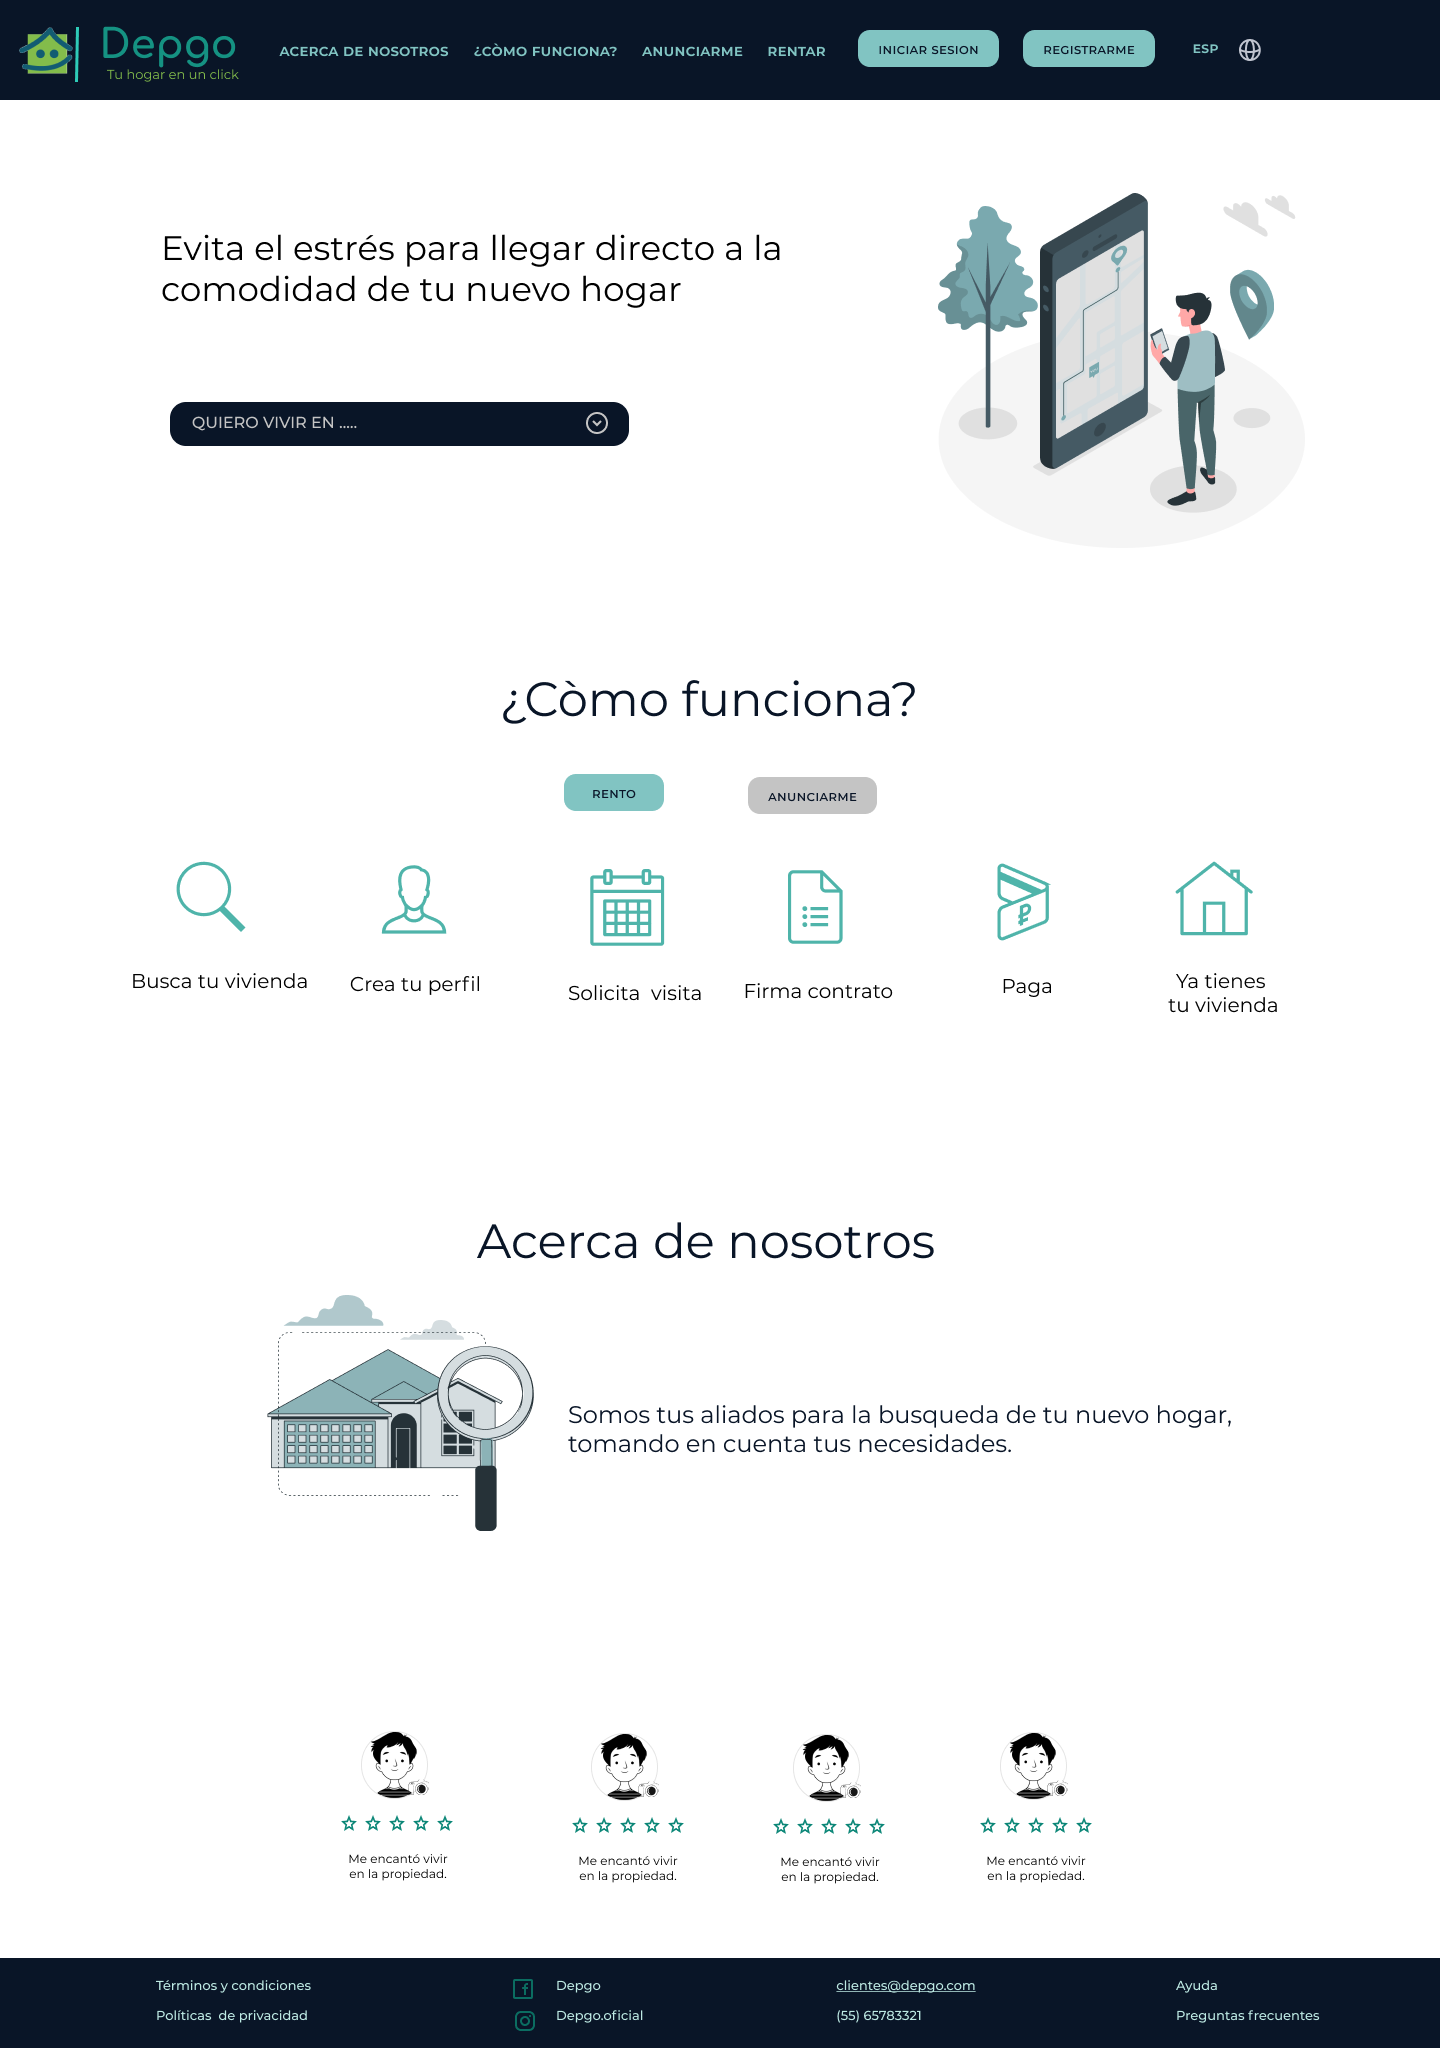 Depgo
Tu hogar en un click
ACERCA DE NOSOTROS
¿CÒMO FUNCIONA?
ANUNCIARME
RENTAR
INICIAR SESION
REGISTRARME
ESP
Evita el estrés para llegar directo a la
comodidad de tu nuevo hogar
QUIERO VIVIR EN .....
¿Còmo funciona?
RENTO
ANUNCIARME
Busca tu vivienda
Crea tu perfil
Solicita  visita
Firma contrato
Paga
Ya tienes
tu vivienda
Acerca de nosotros
Somos tus aliados para la busqueda de tu nuevo hogar,
tomando en cuenta tus necesidades.
Me encantó vivir
en la propiedad.
Me encantó vivir
en la propiedad.
Me encantó vivir
en la propiedad.
Me encantó vivir
en la propiedad.
Términos y condiciones
Políticas  de privacidad
Depgo
Depgo.oficial
clientes@depgo.com
(55) 65783321
Ayuda
Preguntas frecuentes